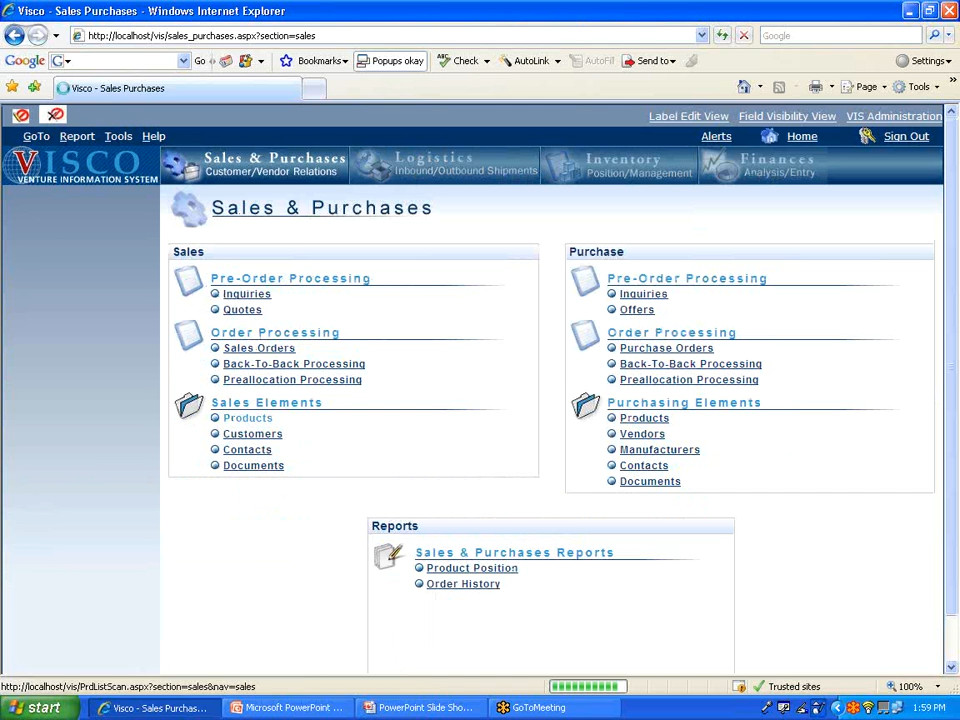 Visco - Sales Purchases - Windows Internet Explorer
http://localhost/vis/sales_purchases.aspx?section=sales
Google
Google G Go Bookmarks Popups okay Check AutoLink AutoFill Send to Settings
Visco - Sales Purchases
Page Tools
Label Edit View Field Visibility View VIS Administration
GoTo Report Tools Help
Alerts Home Sign Out
VISCO
VENTURE INFORMATION SYSTEM
Sales & Purchases
Customer/Vendor Relations
Logistics
Inbound/Outbound Shipments
Inventory
Position/Management
Finances
Analysis/Entry
Sales & Purchases
Sales
Pre-Order Processing
Inquiries
Quotes
Order Processing
Sales Orders
Back-To-Back Processing
Preallocation Processing
Sales Elements
Products
Customers
Contacts
Documents
Purchase
Pre-Order Processing
Inquiries
Offers
Order Processing
Purchase Orders
Back-To-Back Processing
Preallocation Processing
Purchasing Elements
Products
Vendors
Manufacturers
Contacts
Documents
Reports
Sales & Purchases Reports
Product Position
Order History
http://localhost/vis/PrdListScan.aspx?section=sales&nav=sales
Trusted sites
100%
start
Visco - Sales Purchas...
Microsoft PowerPoint ...
PowerPoint Slide Sho...
GoToMeeting
1:59 PM